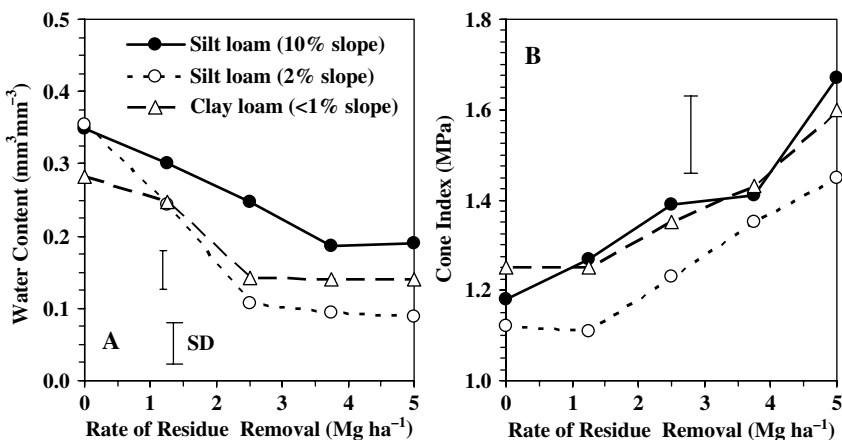 0.5
0.4
0.3
0.2
0.1
0.0
Water Content (mm³mm⁻³)
Silt loam (10% slope)
Silt loam (2% slope)
Clay loam (<1% slope)
A
SD
0 1 2 3 4 5
Rate of Residue Removal (Mg ha⁻¹)
1.8
1.6
1.4
1.2
1.0
Cone Index (MPa)
B
0 1 2 3 4 5
Rate of Residue Removal (Mg ha⁻¹)